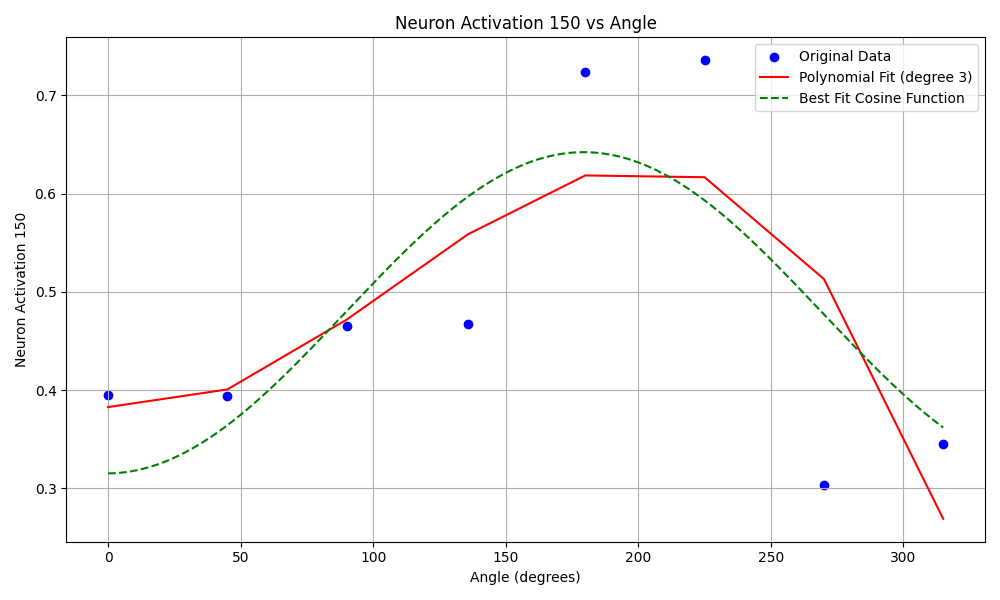 Neuron Activation 150 vs Angle
Original Data
Polynomial Fit (degree 3)
Best Fit Cosine Function
Neuron Activation 150
0.7
0.6
0.5
0.4
0.3
0
50
100
150
200
250
300
Angle (degrees)